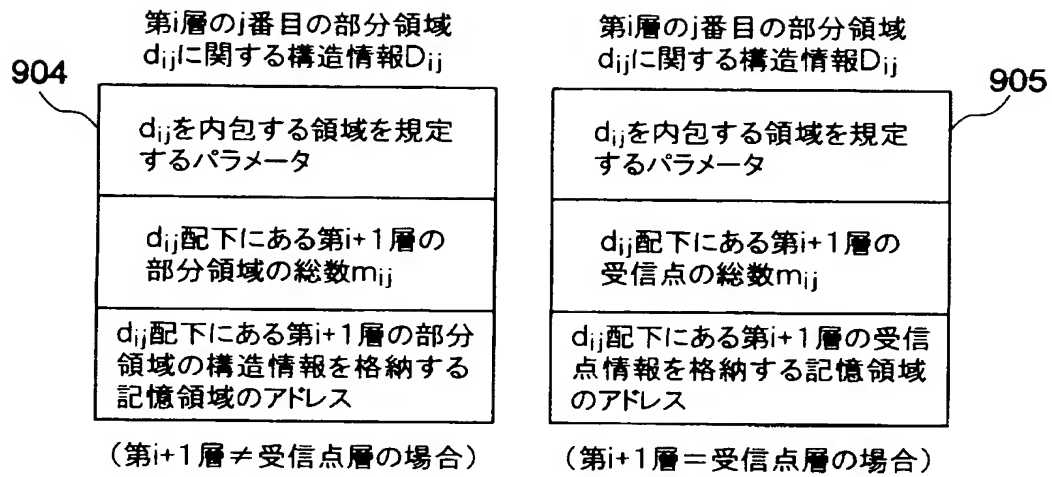 第i層のj番目の部分領域
dijに関する構造情報Dij
904
dijを内包する領域を規定
するパラメータ
dij配下にある第i+1層の
部分領域の総数mij
dij配下にある第i+1層の部分
領域の構造情報を格納する
記憶領域のアドレス
(第i+1層≠受信点層の場合)
第i層のj番目の部分領域
dijに関する構造情報Dij
905
dijを内包する領域を規定
するパラメータ
dij配下にある第i+1層の
受信点の総数mij
dij配下にある第i+1層の受信
点情報を格納する記憶領域
のアドレス
(第i+1層=受信点層の場合)